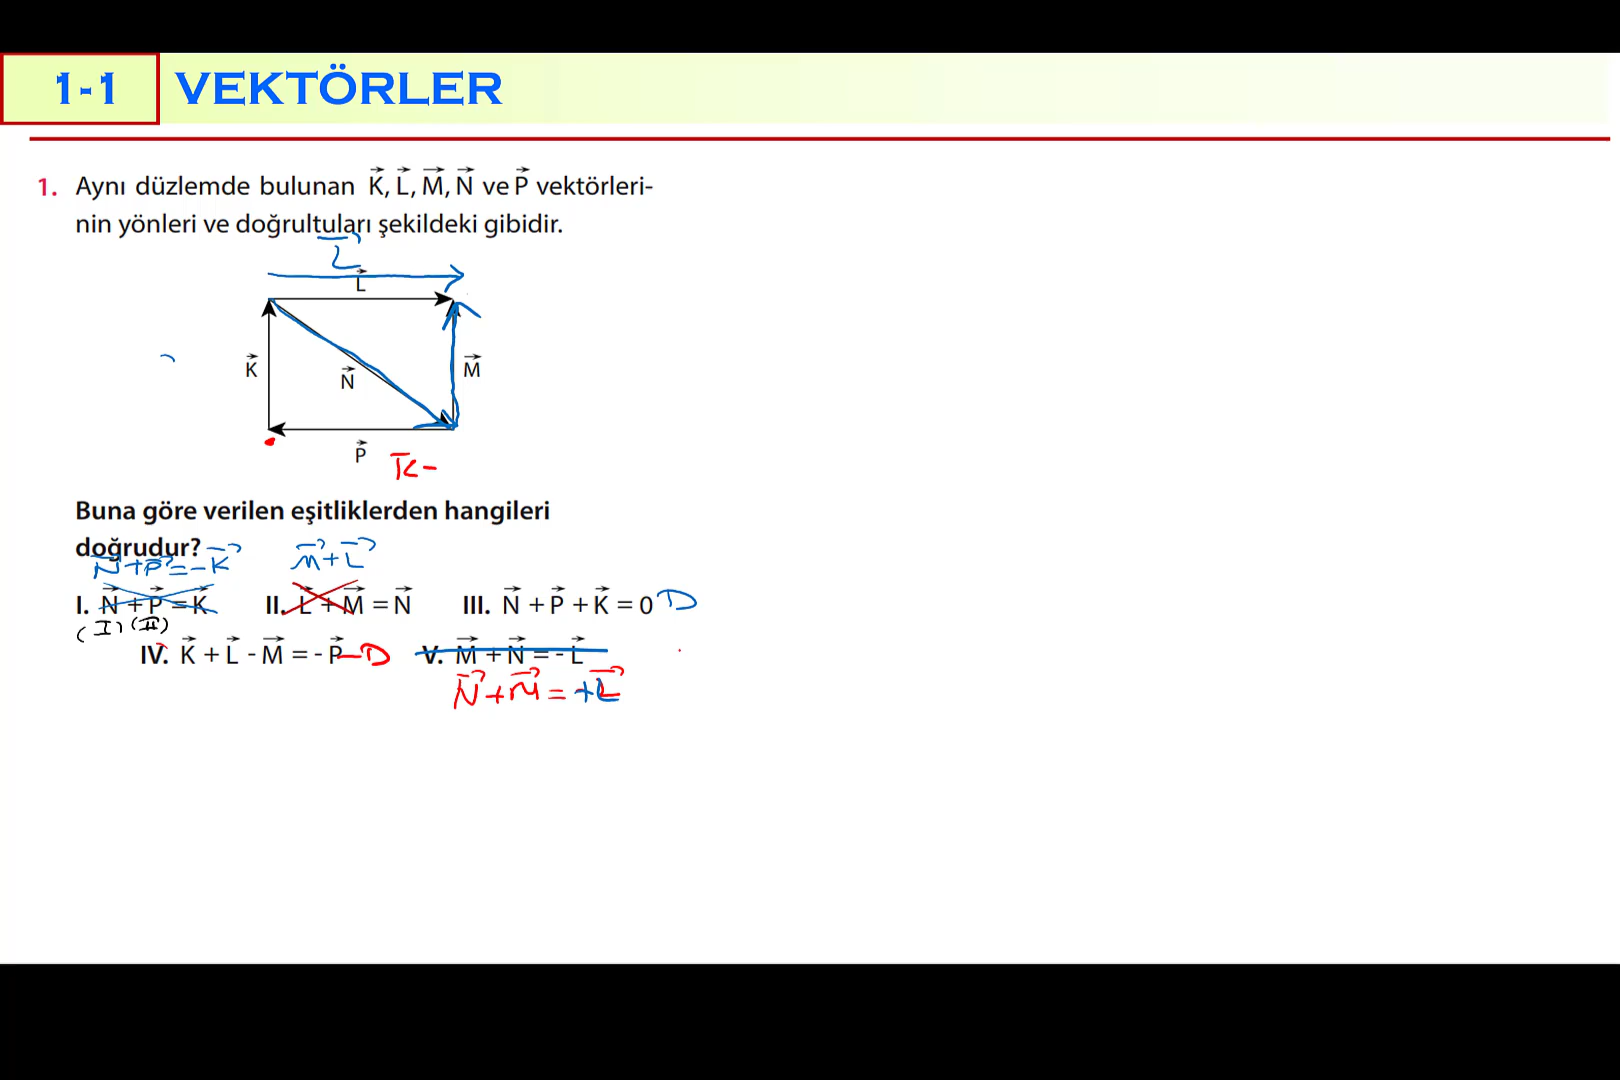 1-1 VEKTÖRLER
1. Aynı düzlemde bulunan K⃗, L⃗, M⃗, N⃗ ve P⃗ vektörleri-
nin yönleri ve doğrultuları şekildeki gibidir.
L⃗
L⃗
K⃗
N⃗
M⃗
P⃗
K-
Buna göre verilen eşitliklerden hangileri
doğrudur?
N⃗+P⃗=-K⃗ M⃗+L⃗
I. N⃗ + P⃗ = K⃗ II. L⃗ + M⃗ = N⃗ III. N⃗ + P⃗ + K⃗ = 0 D
(I) (II)
IV. K⃗ + L⃗ - M⃗ = - P⃗ D V. M⃗ + N⃗ = - L⃗
N⃗+M⃗=+L⃗